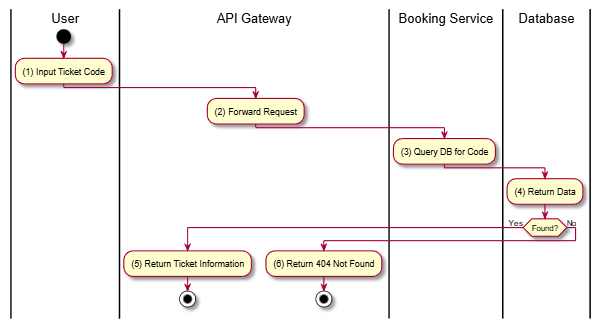 User
API Gateway
Booking Service
Database
(1) Input Ticket Code
(2) Forward Request
(3) Query DB for Code
(4) Return Data
Yes
Found?
No
(5) Return Ticket Information
(6) Return 404 Not Found